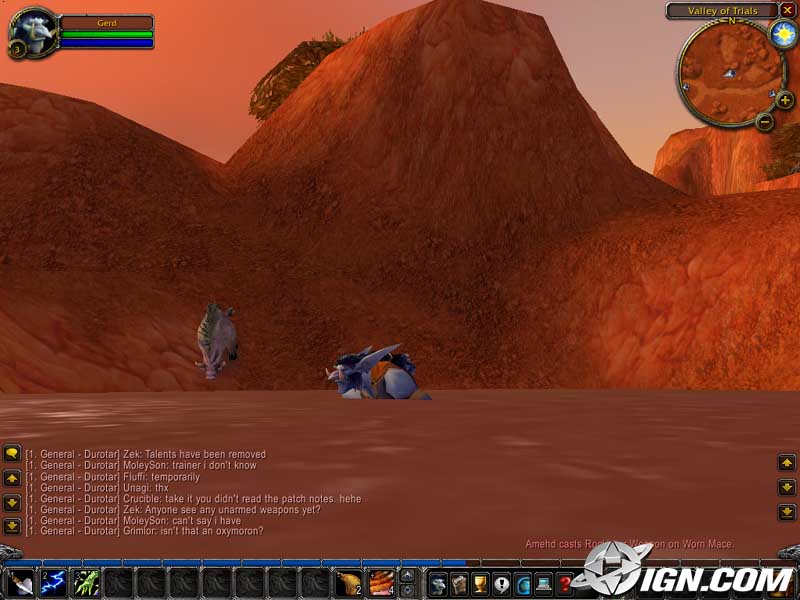 Gerd
Valley of Trials
N
3
[1. General - Durotar] Zek: Talents have been removed
[1. General - Durotar] MoleySon: trainer i don't know
[1. General - Durotar] Fluffi: temporarily
[1. General - Durotar] Unagi: thx
[1. General - Durotar] Crucible: take it you didn't read the patch notes. hehe
[1. General - Durotar] Zek: Anyone see any unarmed weapons yet?
[1. General - Durotar] MoleySon: can't say i have
[1. General - Durotar] Grimlor: isn't that an oxymoron?
Amehd casts Weapon on Worn Mace.
2
2
4
?
IGN.COM